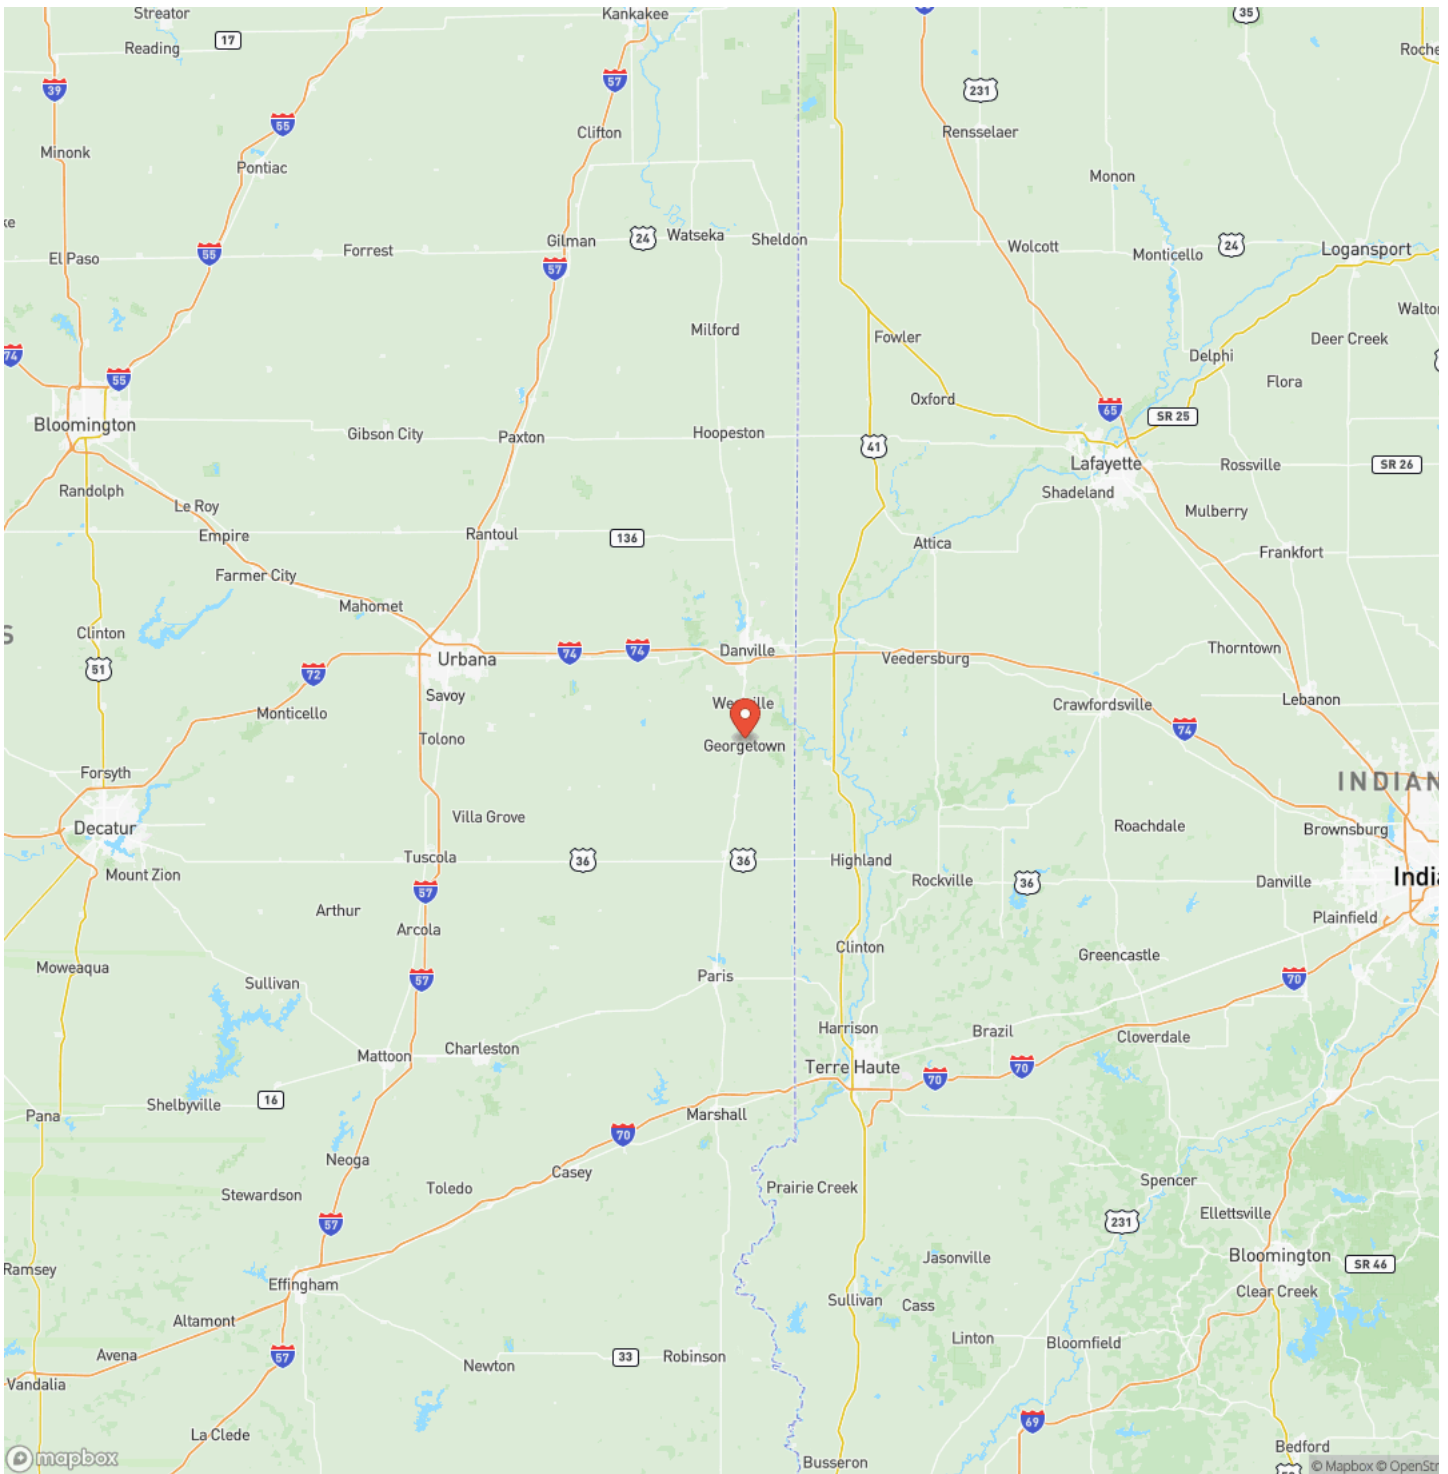 Streator
Kankakee
35
17
Reading
Roche
39
57
231
55
Clifton
Rensselaer
Minonk
Pontiac
Monon
ke
24
Watseka
Sheldon
Gilman
Wolcott
24
Logansport
El Paso
55
Forrest
57
Monticello
Milford
Fowler
Walto
Deer Creek
74
55
Delphi
Flora
Oxford
65
SR 25
Bloomington
Gibson City
Paxton
Hoopeston
41
Lafayette
Rossville
SR 26
Randolph
Shadeland
Le Roy
Mulberry
Empire
Rantoul
136
Attica
Frankfort
Farmer City
Mahomet
S
Clinton
51
72
Urbana
74
74
Danville
Veedersburg
Thorntown
Savoy
Lebanon
Monticello
Crawfordsville
74
Tolono
Georgetown
Forsyth
INDIAN
Villa Grove
Roachdale
Brownsburg
Decatur
Tuscola
36
36
Highland
Mount Zion
57
Rockville
36
Danville
India
Arthur
Arcola
Plainfield
Clinton
Greencastle
Moweaqua
Sullivan
57
Paris
70
Harrison
Brazil
Cloverdale
Mattoon
Charleston
Terre Haute
70
70
Pana
Shelbyville
16
Marshall
70
Neoga
Casey
Stewardson
Toledo
Prairie Creek
Spencer
57
231
Ellettsville
Ramsey
Jasonville
Bloomington
SR 46
Effingham
Clear Creek
Sullivan
Cass
Altamont
Linton
Bloomfield
Avena
57
Newton
33
Robinson
Vandalia
69
La Clede
Bedford
Busseron
mapbox
© Mapbox © OpenStr